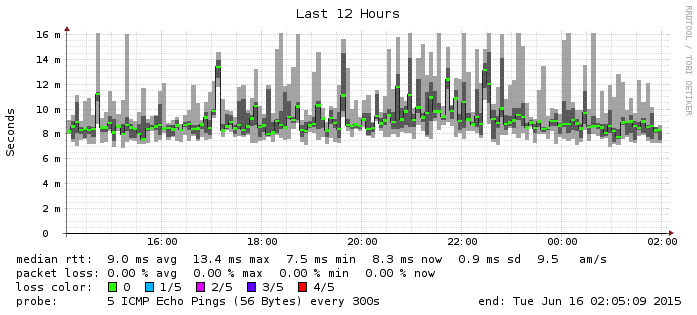 Last 12 Hours
RRDTOOL / TOBI OETIKER
Seconds
16 m
14 m
12 m
10 m
8 m
6 m
4 m
2 m
0
16:00 18:00 20:00 22:00 00:00 02:00
median rtt: 9.0 ms avg 13.4 ms max 7.5 ms min 8.3 ms now 0.9 ms sd 9.5 am/s
packet loss: 0.00 % avg 0.00 % max 0.00 % min 0.00 % now
loss color: 0 1/5 2/5 3/5 4/5
probe: 5 ICMP Echo Pings (56 Bytes) every 300s end: Tue Jun 16 02:05:09 2015